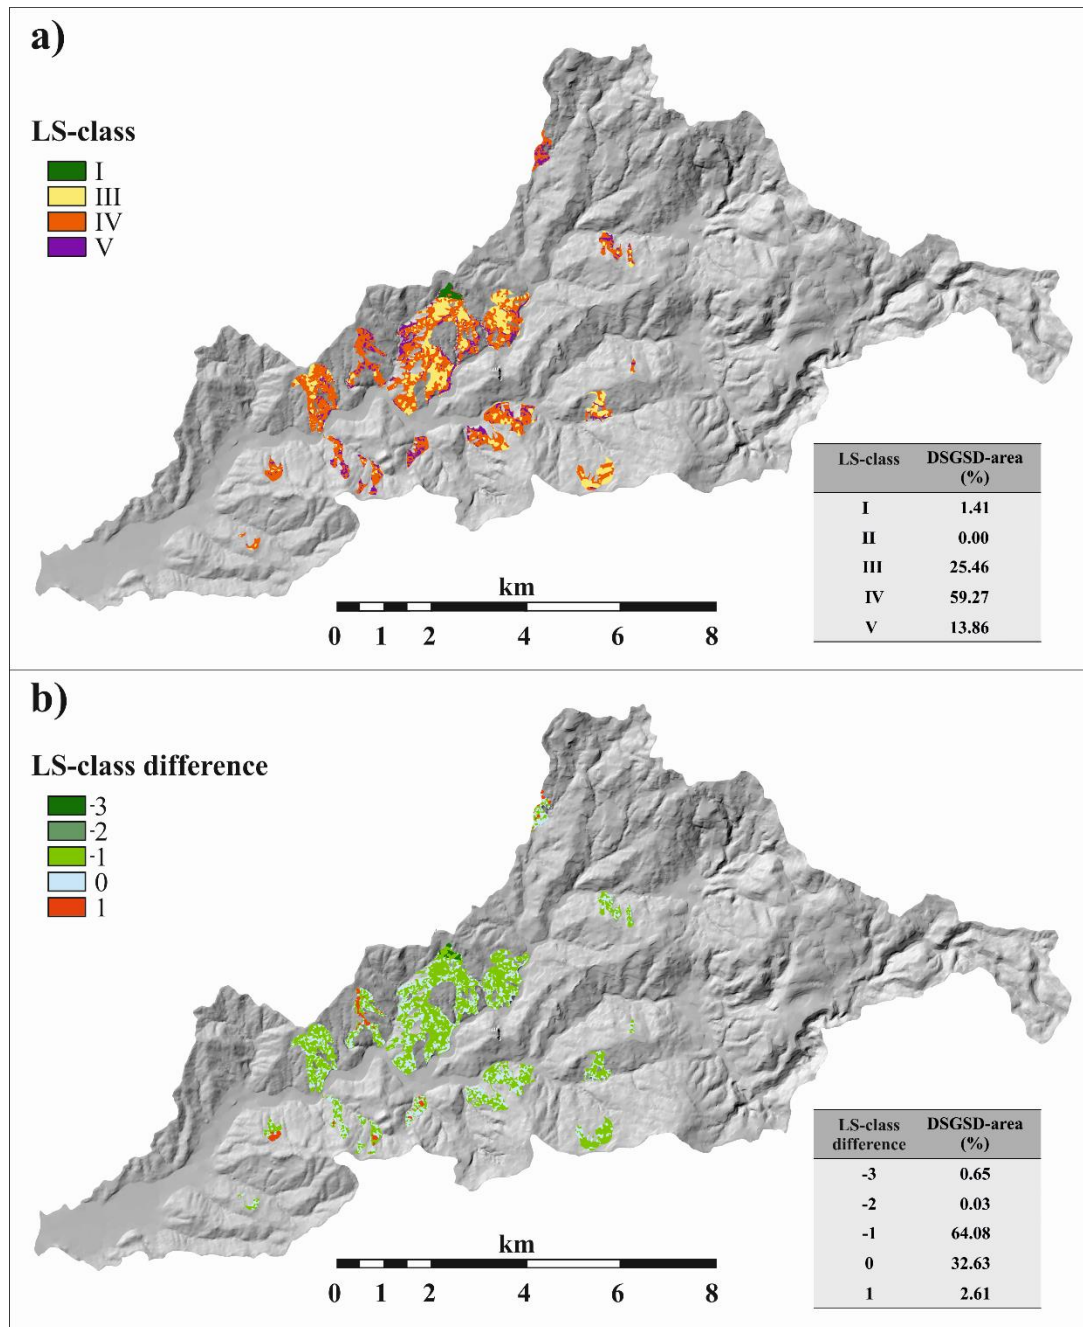 a)
LS-class
I
III
IV
V
LS-class DSGSD-area
(%)
I 1.41
II 0.00
III 25.46
IV 59.27
V 13.86
km
0 1 2 4 6 8
b)
LS-class difference
-3
-2
-1
0
1
LS-class DSGSD-area
difference (%)
-3 0.65
-2 0.03
-1 64.08
0 32.63
1 2.61
km
0 1 2 4 6 8